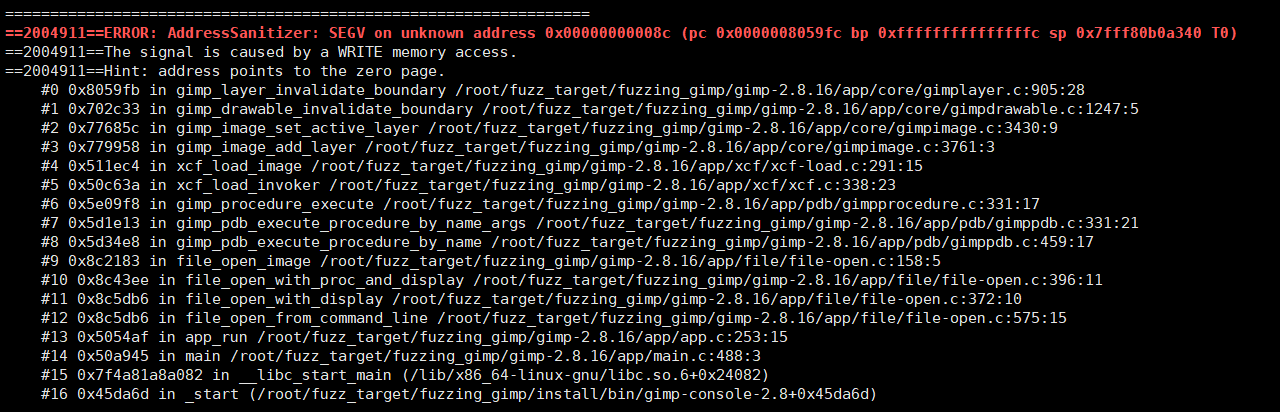 =================================================================
==2004911==ERROR: AddressSanitizer: SEGV on unknown address 0x00000000008c (pc 0x0000008059fc bp 0xfffffffffffffffc sp 0x7fff80b0a340 T0)
==2004911==The signal is caused by a WRITE memory access.
==2004911==Hint: address points to the zero page.
    #0 0x8059fb in gimp_layer_invalidate_boundary /root/fuzz_target/fuzzing_gimp/gimp-2.8.16/app/core/gimplayer.c:905:28
    #1 0x702c33 in gimp_drawable_invalidate_boundary /root/fuzz_target/fuzzing_gimp/gimp-2.8.16/app/core/gimpdrawable.c:1247:5
    #2 0x77685c in gimp_image_set_active_layer /root/fuzz_target/fuzzing_gimp/gimp-2.8.16/app/core/gimpimage.c:3430:9
    #3 0x779958 in gimp_image_add_layer /root/fuzz_target/fuzzing_gimp/gimp-2.8.16/app/core/gimpimage.c:3761:3
    #4 0x511ec4 in xcf_load_image /root/fuzz_target/fuzzing_gimp/gimp-2.8.16/app/xcf/xcf-load.c:291:15
    #5 0x50c63a in xcf_load_invoker /root/fuzz_target/fuzzing_gimp/gimp-2.8.16/app/xcf/xcf.c:338:23
    #6 0x5e09f8 in gimp_procedure_execute /root/fuzz_target/fuzzing_gimp/gimp-2.8.16/app/pdb/gimpprocedure.c:331:17
    #7 0x5d1e13 in gimp_pdb_execute_procedure_by_name_args /root/fuzz_target/fuzzing_gimp/gimp-2.8.16/app/pdb/gimppdb.c:331:21
    #8 0x5d34e8 in gimp_pdb_execute_procedure_by_name /root/fuzz_target/fuzzing_gimp/gimp-2.8.16/app/pdb/gimppdb.c:459:17
    #9 0x8c2183 in file_open_image /root/fuzz_target/fuzzing_gimp/gimp-2.8.16/app/file/file-open.c:158:5
    #10 0x8c43ee in file_open_with_proc_and_display /root/fuzz_target/fuzzing_gimp/gimp-2.8.16/app/file/file-open.c:396:11
    #11 0x8c5db6 in file_open_with_display /root/fuzz_target/fuzzing_gimp/gimp-2.8.16/app/file/file-open.c:372:10
    #12 0x8c5db6 in file_open_from_command_line /root/fuzz_target/fuzzing_gimp/gimp-2.8.16/app/file/file-open.c:575:15
    #13 0x5054af in app_run /root/fuzz_target/fuzzing_gimp/gimp-2.8.16/app/app.c:253:15
    #14 0x50a945 in main /root/fuzz_target/fuzzing_gimp/gimp-2.8.16/app/main.c:488:3
    #15 0x7f4a81a8a082 in __libc_start_main (/lib/x86_64-linux-gnu/libc.so.6+0x24082)
    #16 0x45da6d in _start (/root/fuzz_target/fuzzing_gimp/install/bin/gimp-console-2.8+0x45da6d)